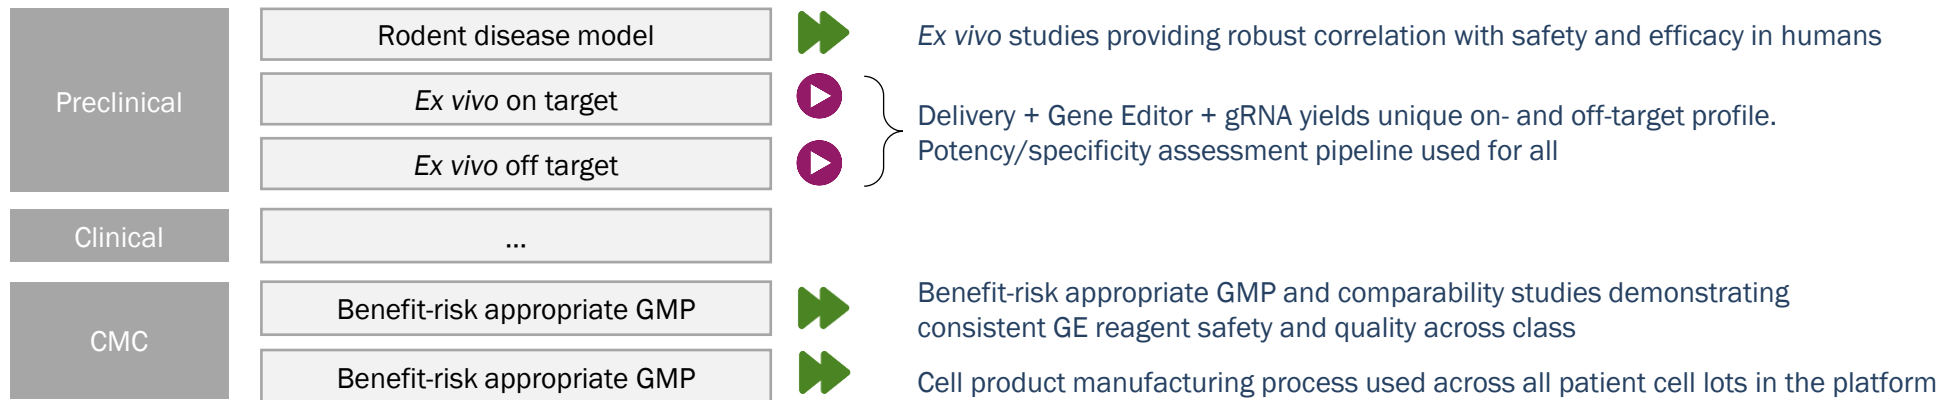 Preclinical
Rodent disease model
Ex vivo studies providing robust correlation with safety and efficacy in humans
Ex vivo on target
Ex vivo off target
Delivery + Gene Editor + gRNA yields unique on- and off-target profile.
Potency/specificity assessment pipeline used for all
Clinical
...
CMC
Benefit-risk appropriate GMP
Benefit-risk appropriate GMP and comparability studies demonstrating
consistent GE reagent safety and quality across class
Benefit-risk appropriate GMP
Cell product manufacturing process used across all patient cell lots in the platform